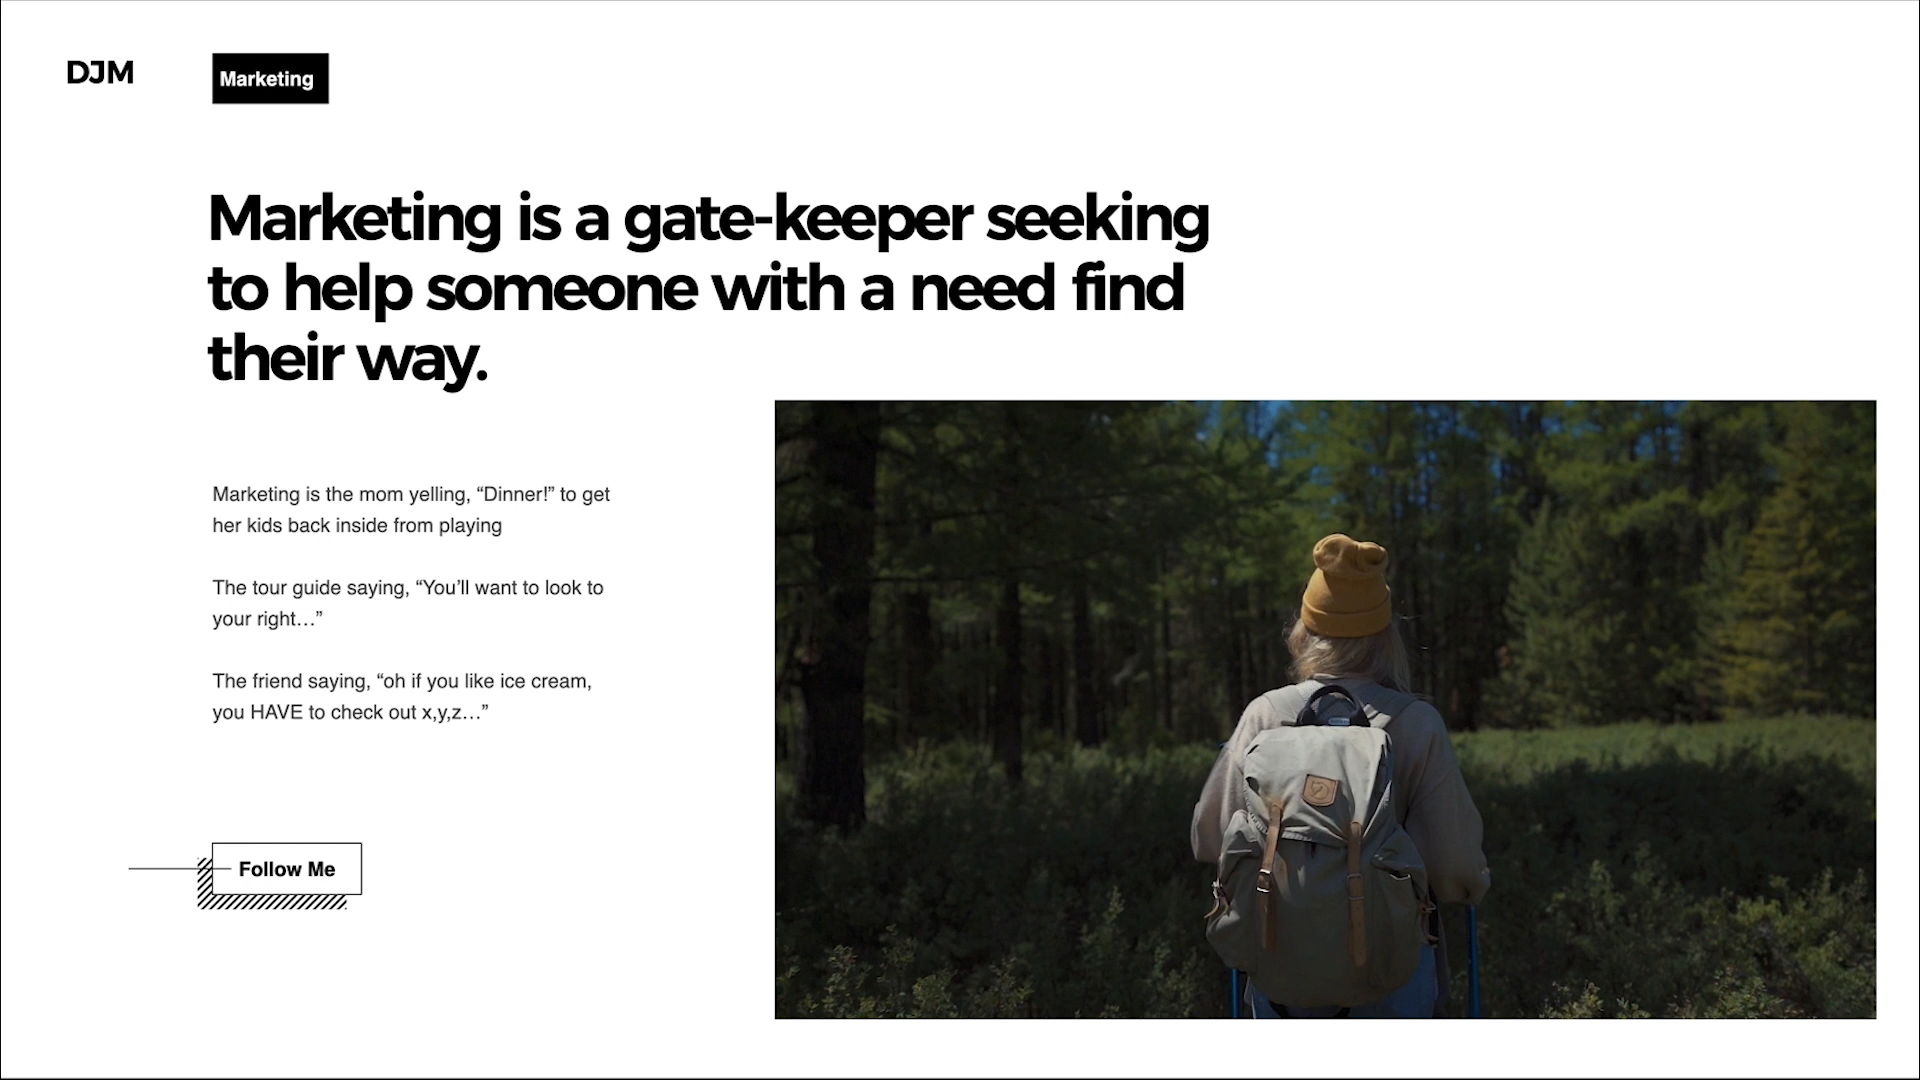 DJM
Marketing
Marketing is a gate-keeper seeking
to help someone with a need find
their way.
Marketing is the mom yelling, “Dinner!” to get
her kids back inside from playing
The tour guide saying, “You’ll want to look to
your right…”
The friend saying, “oh if you like ice cream,
you HAVE to check out x,y,z…”
Follow Me